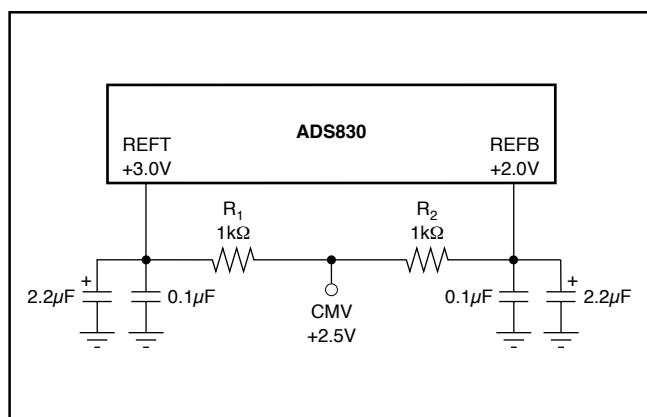 ADS830
REFT
+3.0V
REFB
+2.0V
R1
1kΩ
R2
1kΩ
+
2.2µF
0.1µF
CMV
+2.5V
0.1µF
+
2.2µF